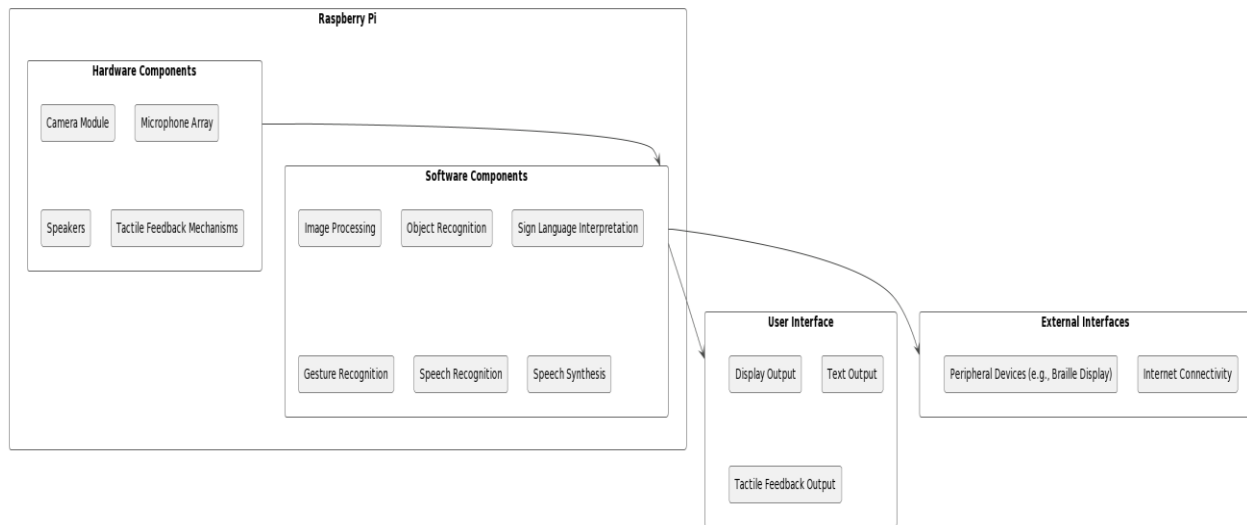 Raspberry Pi
Hardware Components
Camera Module
Microphone Array
Speakers
Tactile Feedback Mechanisms
Software Components
Image Processing
Object Recognition
Sign Language Interpretation
Gesture Recognition
Speech Recognition
Speech Synthesis
User Interface
Display Output
Text Output
Tactile Feedback Output
External Interfaces
Peripheral Devices (e.g., Braille Display)
Internet Connectivity